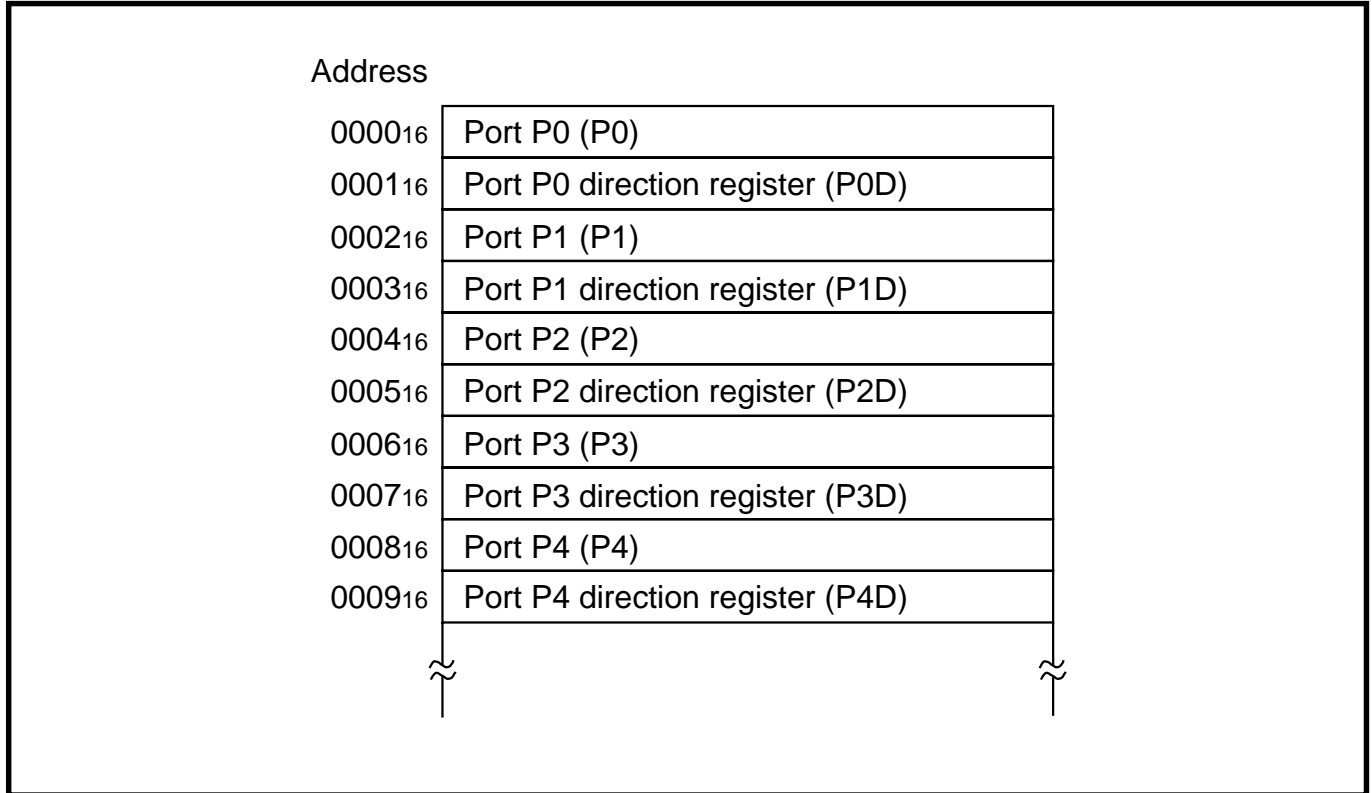 Address
0000₁₆ Port P0 (P0)
0001₁₆ Port P0 direction register (P0D)
0002₁₆ Port P1 (P1)
0003₁₆ Port P1 direction register (P1D)
0004₁₆ Port P2 (P2)
0005₁₆ Port P2 direction register (P2D)
0006₁₆ Port P3 (P3)
0007₁₆ Port P3 direction register (P3D)
0008₁₆ Port P4 (P4)
0009₁₆ Port P4 direction register (P4D)